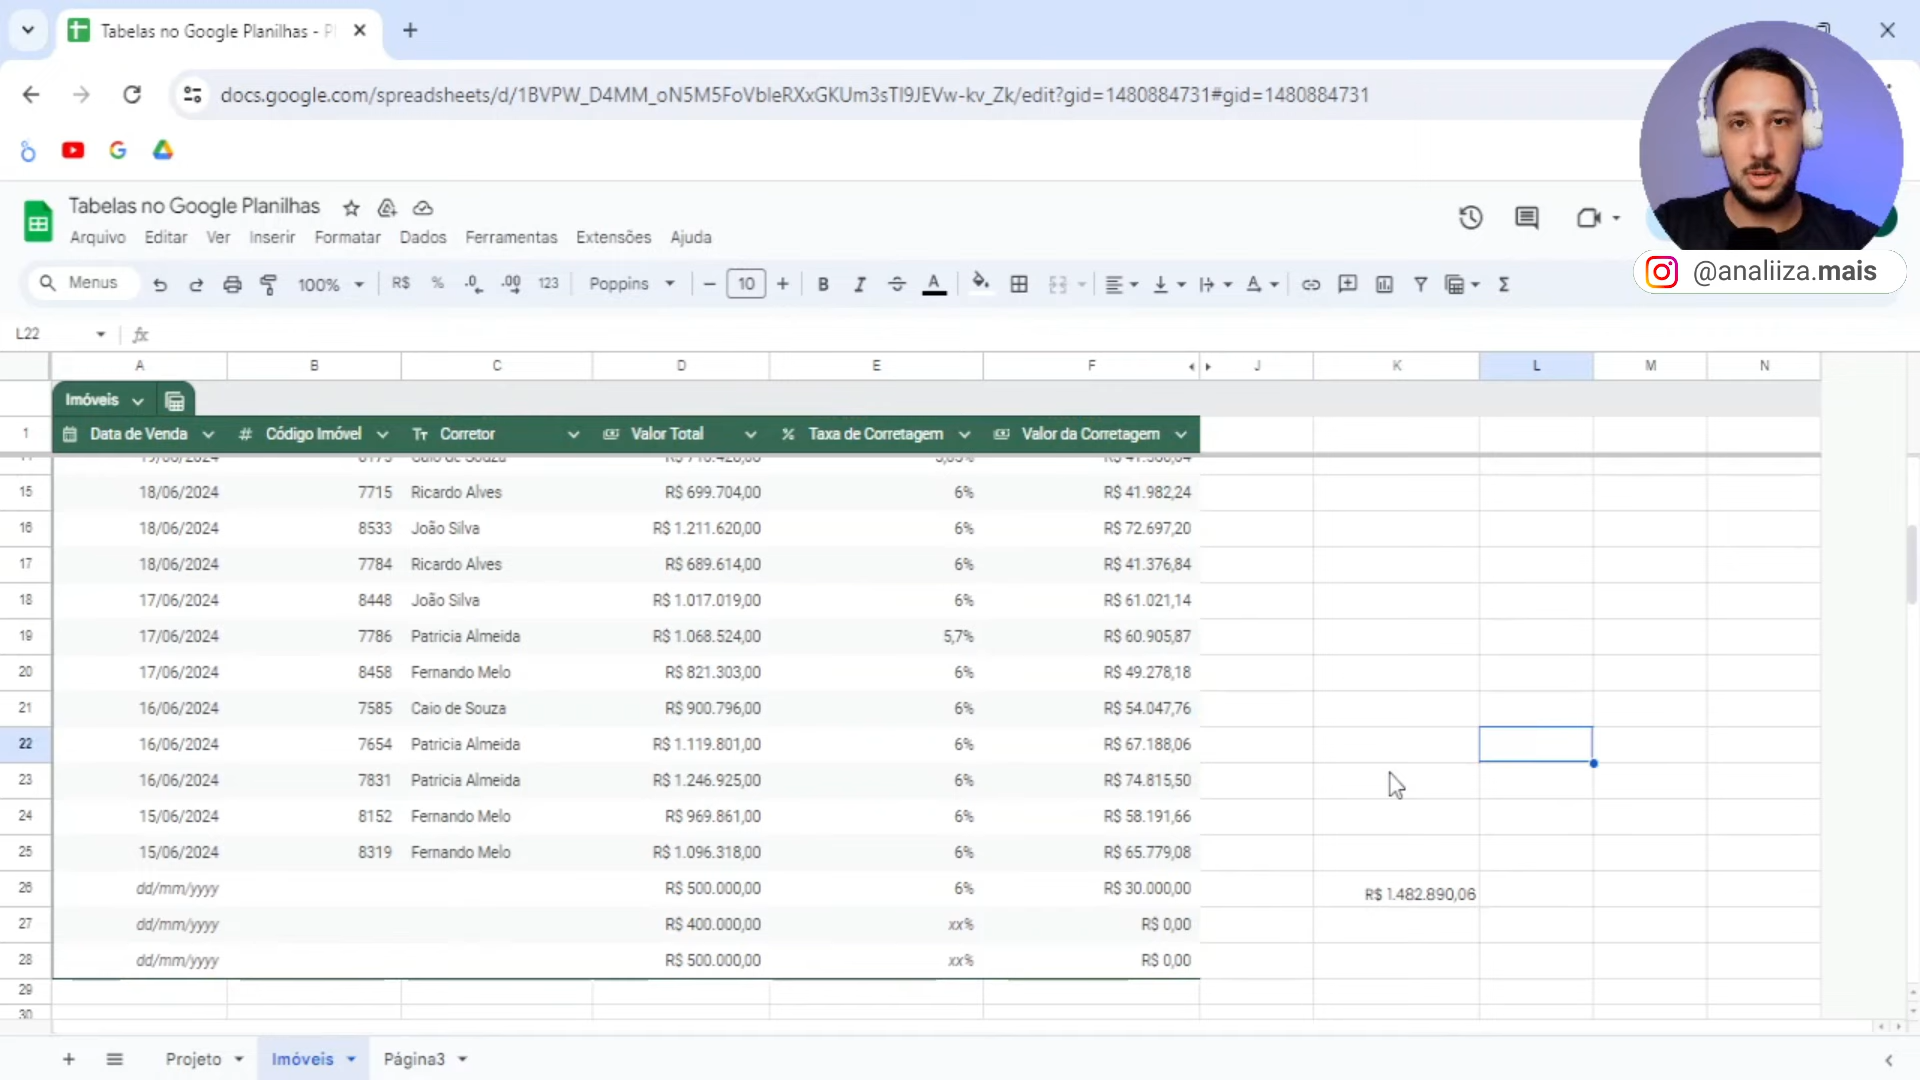 Tabelas no Google Planilhas - Pl
docs.google.com/spreadsheets/d/1BVPW_D4MM_oN5M5FoVbleRXxGKUm3sTI9JEVw-kv_Zk/edit?gid=1480884731#gid=1480884731
Tabelas no Google Planilhas
Arquivo Editar Ver Inserir Formatar Dados Ferramentas Extensões Ajuda
@analiiza.mais
Menus 100% R$ % .0 .00 123 Poppins 10 B I S A Σ
L22 fx
A B C D E F J K L M N
Imóveis
1 # Código Imóvel Data de Venda Tт Corretor Valor Total % Taxa de Corretagem Valor da Corretagem
15 18/06/2024 7715 Ricardo Alves R$ 699.704,00 6% R$ 41.982,24
16 18/06/2024 8533 João Silva R$ 1.211.620,00 6% R$ 72.697,20
17 18/06/2024 7784 Ricardo Alves R$ 689.614,00 6% R$ 41.376,84
18 17/06/2024 8448 João Silva R$ 1.017.019,00 6% R$ 61.021,14
19 17/06/2024 7786 Patricia Almeida R$ 1.068.524,00 5,7% R$ 60.905,87
20 17/06/2024 8458 Fernando Melo R$ 821.303,00 6% R$ 49.278,18
21 16/06/2024 7585 Caio de Souza R$ 900.796,00 6% R$ 54.047,76
22 16/06/2024 7654 Patricia Almeida R$ 1.119.801,00 6% R$ 67.188,06
23 16/06/2024 7831 Patricia Almeida R$ 1.246.925,00 6% R$ 74.815,50
24 15/06/2024 8152 Fernando Melo R$ 969.861,00 6% R$ 58.191,66
25 15/06/2024 8319 Fernando Melo R$ 1.096.318,00 6% R$ 65.779,08
26 dd/mm/yyyy R$ 500.000,00 6% R$ 30.000,00 R$ 1.482.890,06
27 dd/mm/yyyy R$ 400.000,00 xx% R$ 0,00
28 dd/mm/yyyy R$ 500.000,00 xx% R$ 0,00
29
30
Projeto Imóveis Página3